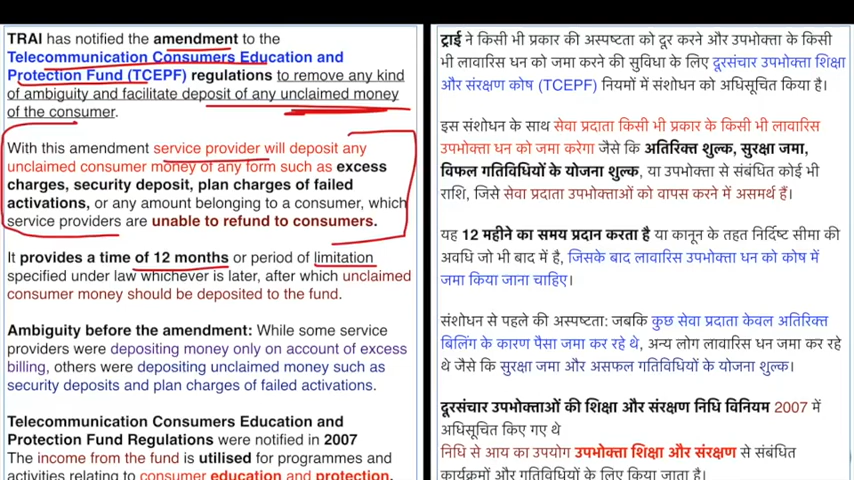 TRAI has notified the amendment to the
Telecommunication Consumers Education and
Protection Fund (TCEPF) regulations to remove any kind
of ambiguity and facilitate deposit of any unclaimed money
of the consumer.
With this amendment service provider will deposit any
unclaimed consumer money of any form such as excess
charges, security deposit, plan charges of failed
activations, or any amount belonging to a consumer, which
service providers are unable to refund to consumers.
It provides a time of 12 months or period of limitation
specified under law whichever is later, after which unclaimed
consumer money should be deposited to the fund.
Ambiguity before the amendment: While some service
providers were depositing money only on account of excess
billing, others were depositing unclaimed money such as
security deposits and plan charges of failed activations.
Telecommunication Consumers Education and
Protection Fund Regulations were notified in 2007
The income from the fund is utilised for programmes and
activities relating to consumer education and protection.
ट्राई ने किसी भी प्रकार की अस्पष्टता को दूर करने और उपभोक्ता के किसी
भी लावारिस धन को जमा करने की सुविधा के लिए दूरसंचार उपभोक्ता शिक्षा
और संरक्षण कोष (TCEPF) नियमों में संशोधन को अधिसूचित किया है।
इस संशोधन के साथ सेवा प्रदाता किसी भी प्रकार के किसी भी लावारिस
उपभोक्ता धन को जमा करेगा जैसे कि अतिरिक्त शुल्क, सुरक्षा जमा,
विफल गतिविधियों के योजना शुल्क, या उपभोक्ता से संबंधित कोई भी
राशि, जिसे सेवा प्रदाता उपभोक्ताओं को वापस करने में असमर्थ हैं।
यह 12 महीने का समय प्रदान करता है या कानून के तहत निर्दिष्ट सीमा की
अवधि जो भी बाद में है, जिसके बाद लावारिस उपभोक्ता धन को कोष में
जमा किया जाना चाहिए।
संशोधन से पहले की अस्पष्टता: जबकि कुछ सेवा प्रदाता केवल अतिरिक्त
बिलिंग के कारण पैसा जमा कर रहे थे, अन्य लोग लावारिस धन जमा कर रहे
थे जैसे कि सुरक्षा जमा और असफल गतिविधियों के योजना शुल्क।
दूरसंचार उपभोक्ताओं की शिक्षा और संरक्षण निधि विनियम 2007 में
अधिसूचित किए गए थे
निधि से आय का उपयोग उपभोक्ता शिक्षा और संरक्षण से संबंधित
कार्यक्रमों और गतिविधियों के लिए किया जाता है।